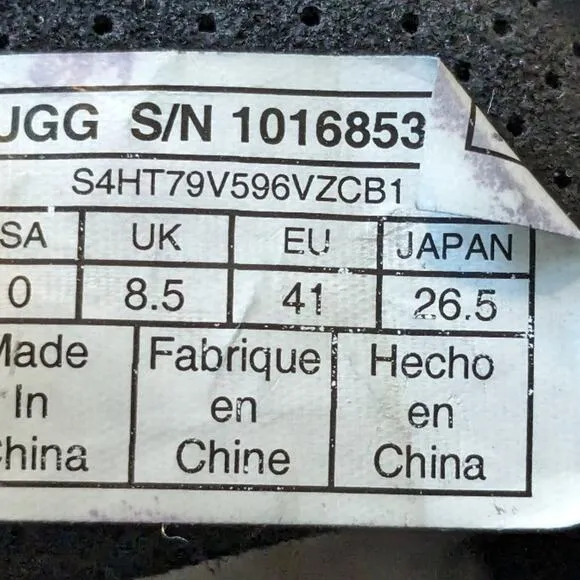 UGG S/N 1016853
S4HT79V596VZCB1
SA UK EU JAPAN
0 8.5 41 26.5
Made Fabrique Hecho
In en en
China Chine China